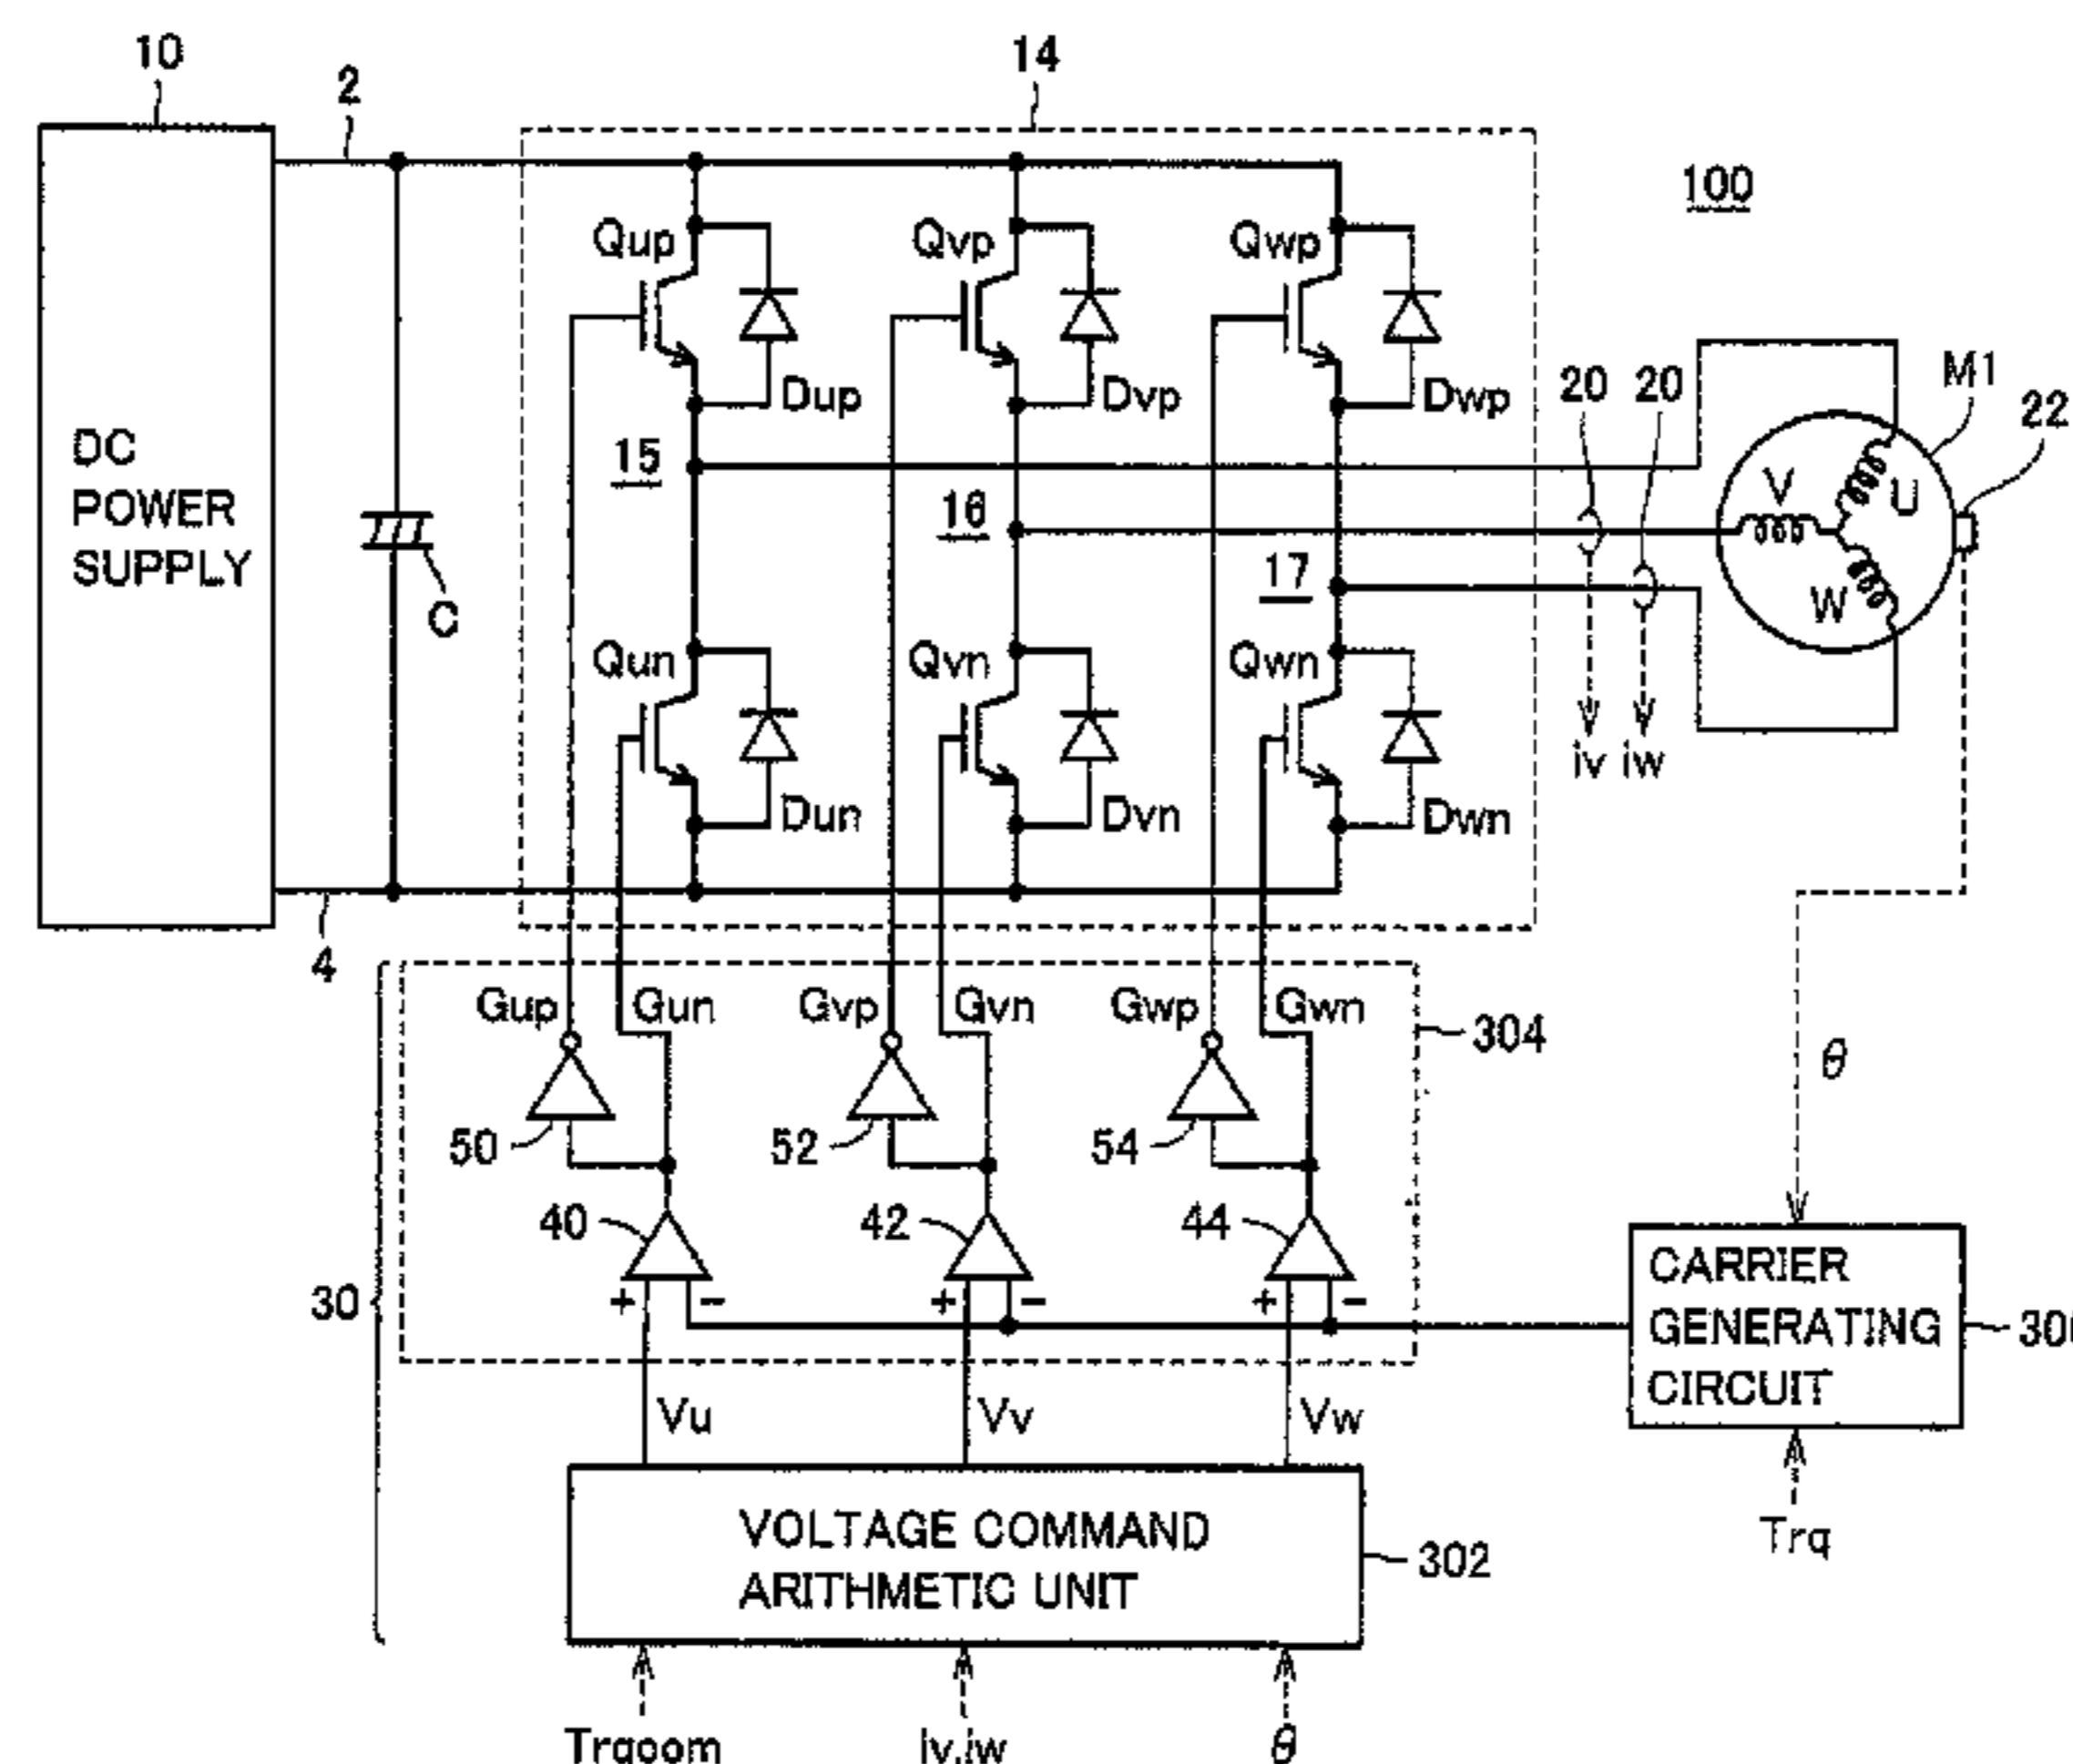 10
2
14
100
Qup
Qvp
Qwp
Dup
Dvp
Dwp
20
20
M1
22
DC
POWER
SUPPLY
15
16
17
V
U
W
C
Qun
Qvn
Qwn
iv
iw
Dun
Dvn
Dwn
4
Gup
Gun
Gvp
Gvn
Gwp
Gwn
304
θ
50
52
54
40
42
44
30
+
-
+
-
+
-
CARRIER
GENERATING
CIRCUIT
Vu
Vv
Vw
VOLTAGE COMMAND
ARITHMETIC UNIT
302
Trq
iv,iw
θ